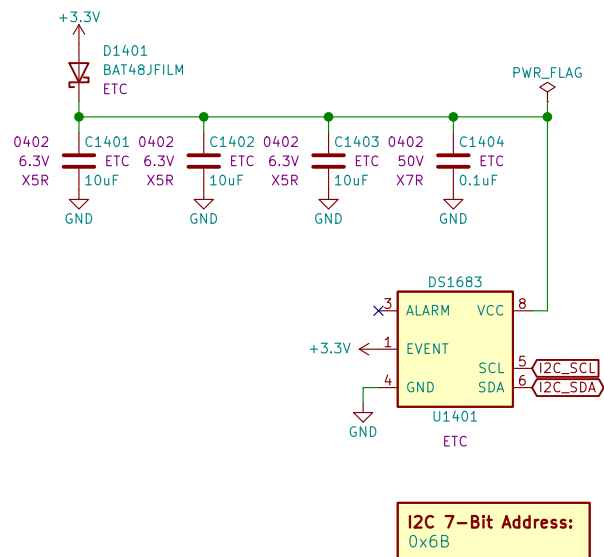 +3.3V
D1401
BAT48JFILM
ETC
PWR_FLAG
0402 C1401 0402 C1402 0402 C1403 0402 C1404
6.3V ETC 6.3V ETC 6.3V ETC 50V ETC
X5R 10uF X5R 10uF X5R 10uF X7R 0.1uF
GND GND GND GND
DS1683
3 ALARM VCC 8
+3.3V 1 EVENT
SCL 5 I2C_SCL
4 GND SDA 6 I2C_SDA
U1401
GND
ETC
I2C 7-Bit Address:
0x6B